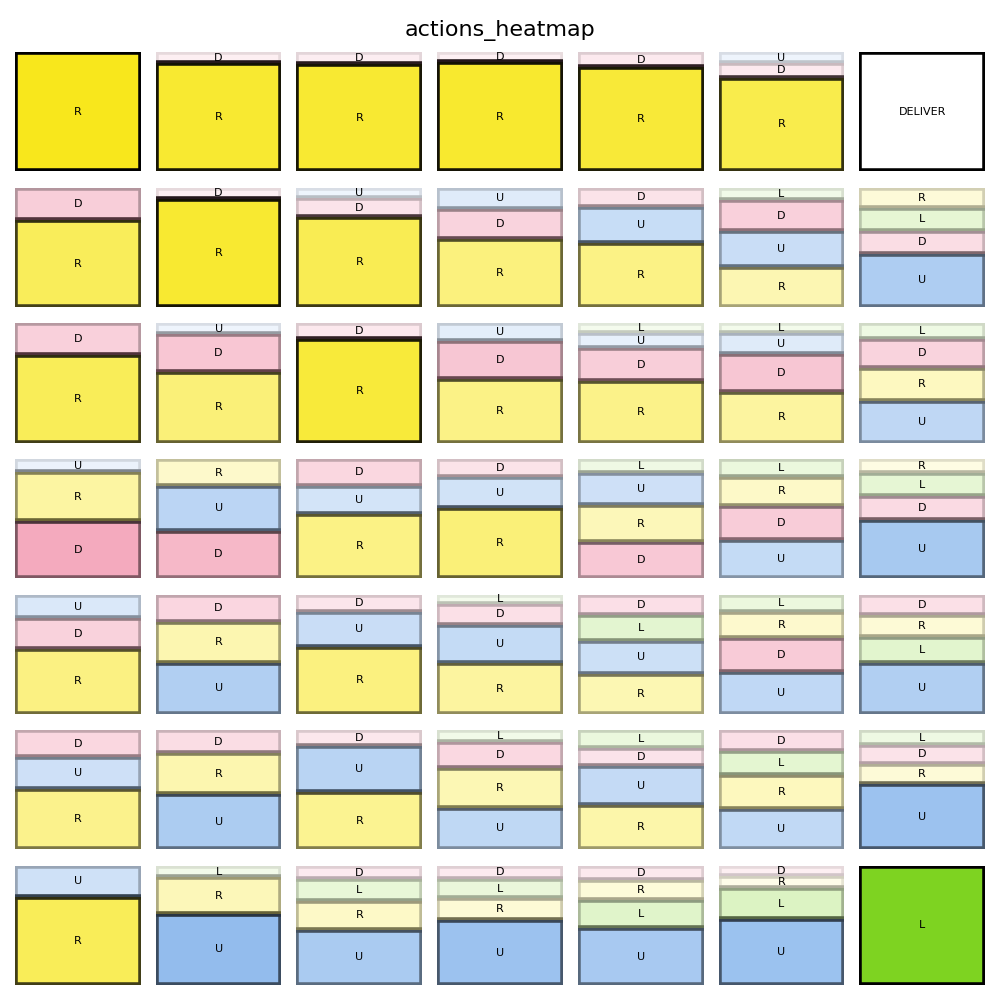 actions_heatmap
D D D D U
D
R R R R R R DELIVER
D D U U D L R
D D U D L
U D
R R R R R R U
D U D U L L L
D D U U D
D D R
R R R R R R U
U R D D L L R
R U U U U R L
R D D
D D R R D U U
U D D L D L D
D R U D L R R
U U D L
R U R R R U U
D D D L L D L
U R U D D L D
R U R R
R U R U R U U
U L D D D D
R
R L L R L
R R L
R U U U U U L